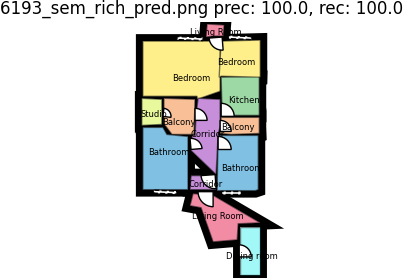 6193_sem_rich_pred.png prec: 100.0, rec: 100.0
Living Room
Bedroom
Bedroom
Kitchen
Studio
Balcony
Balcony
Corridor
Bathroom
Bathroom
Corridor
Living Room
Dining room